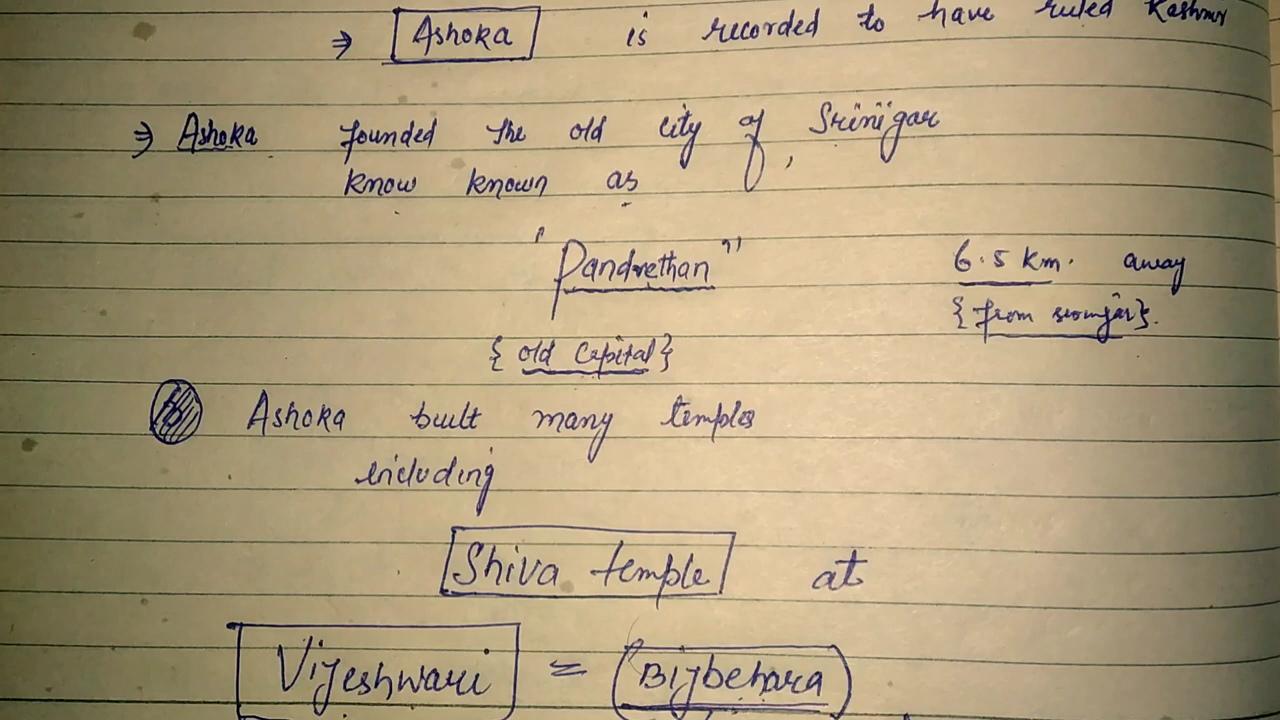 ⇒ Ashoka is recorded to have ruled Kashmir
⇒ Ashoka founded the old city of Srinigar,
know known as
"Pandrethan"
6.5 km. away
{from srinigar}.
{old Capital}
Ashoka built many temples
including
Shiva temple at
Vijeshwari = Bijbehara